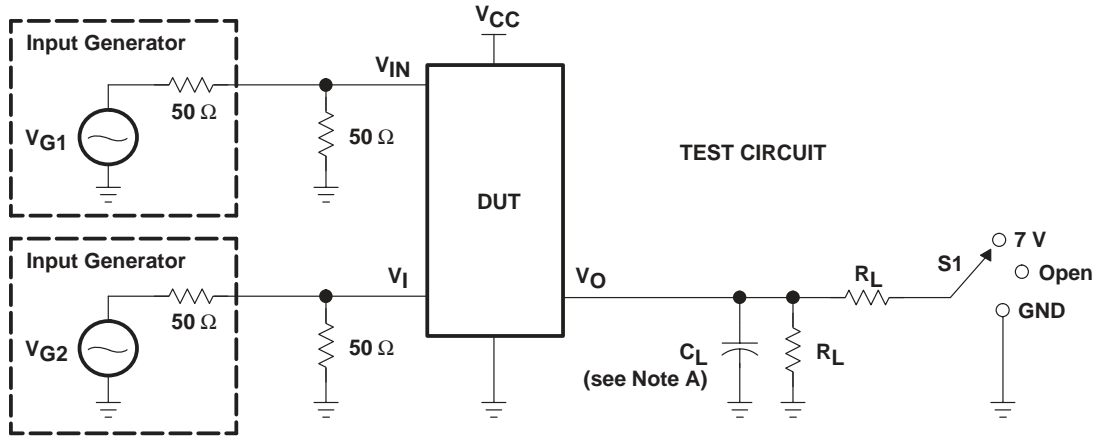 VCC
Input Generator
VIN
50 Ω
VG1
50 Ω
TEST CIRCUIT
DUT
Input Generator
VI
VO
50 Ω
VG2
50 Ω
CL
(see Note A)
RL
RL
S1
7 V
Open
GND